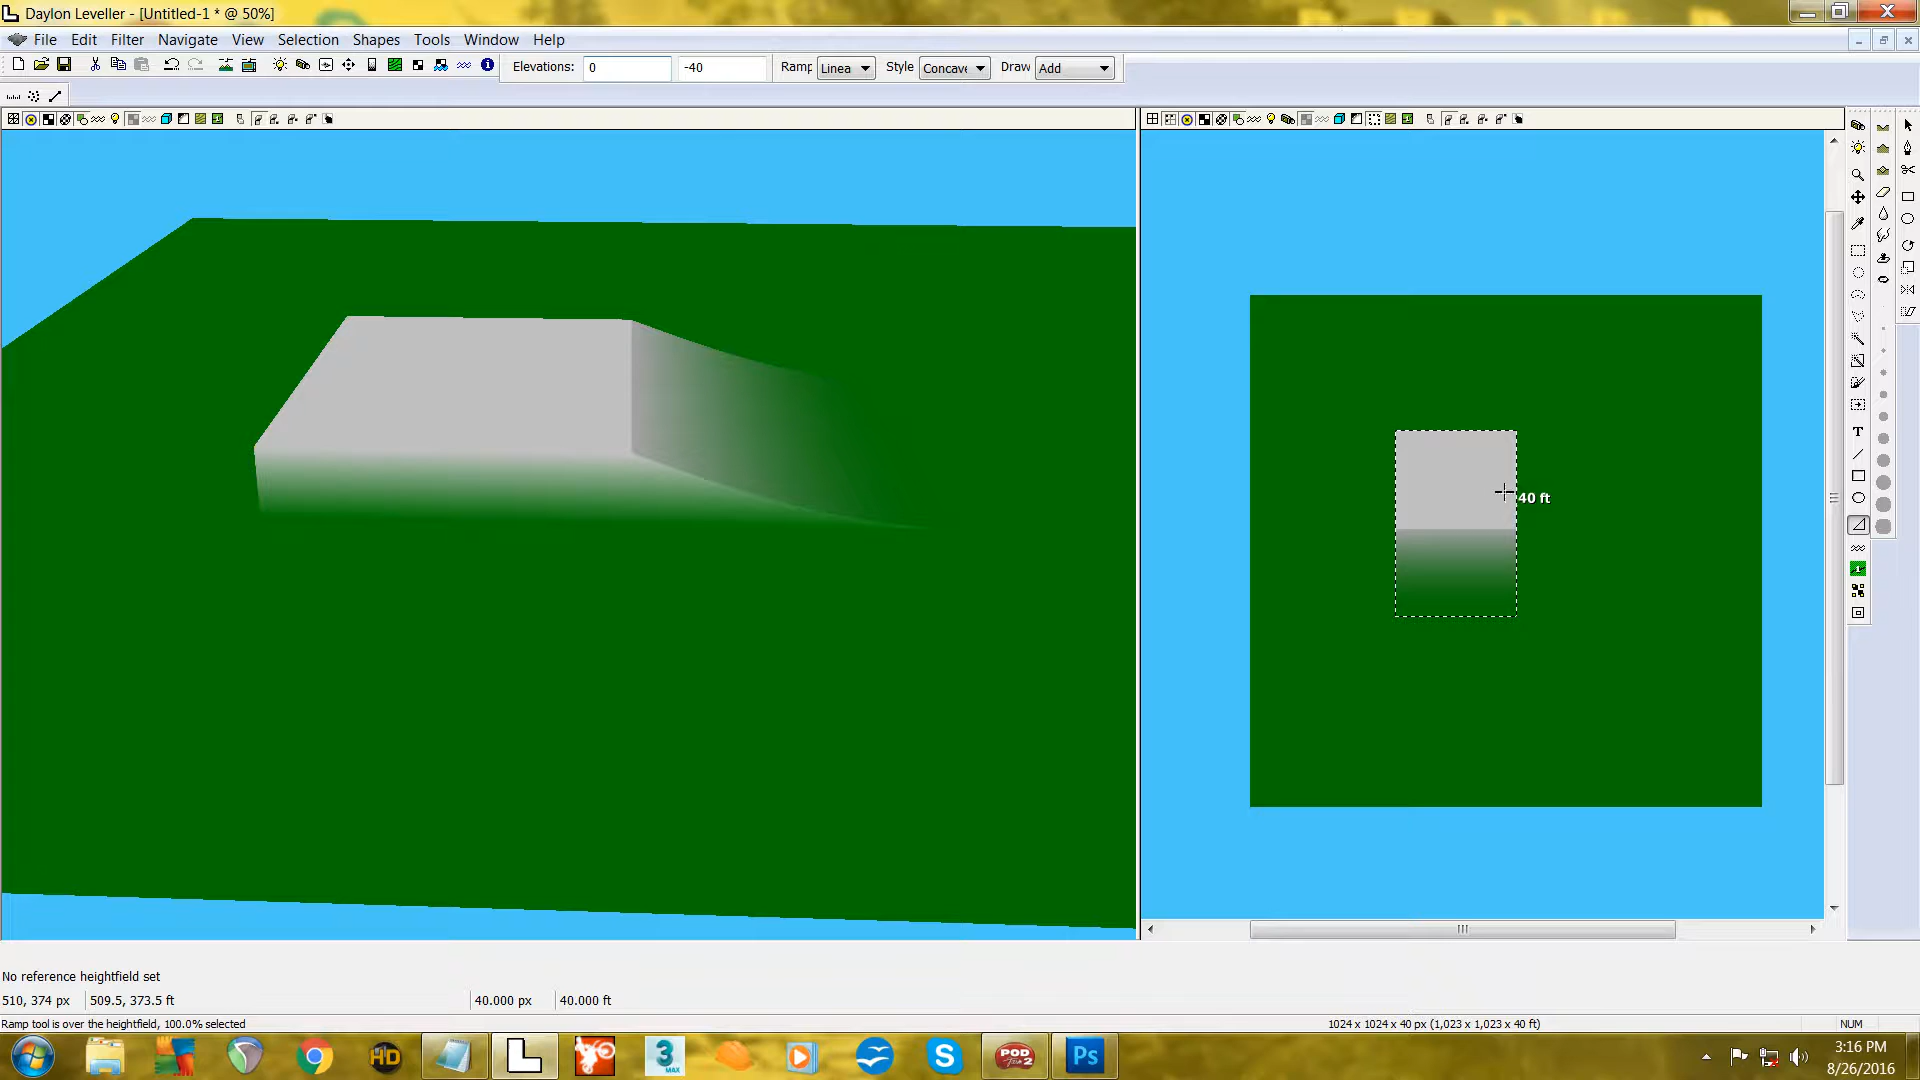 Daylon Leveller - [Untitled-1 * @ 50%]
File Edit Filter Navigate View Selection Shapes Tools Window Help
Elevations: 0 -40 Ramp Linea Style Concave Draw Add
40 ft
No reference heightfield set
510, 374 px 509.5, 373.5 ft 40.000 px 40.000 ft
Ramp tool is over the heightfield, 100.0% selected 1024 x 1024 x 40 px (1,023 x 1,023 x 40 ft) NUM
HD L 3 MAX S POD 2 Ps
3:16 PM
8/26/2016